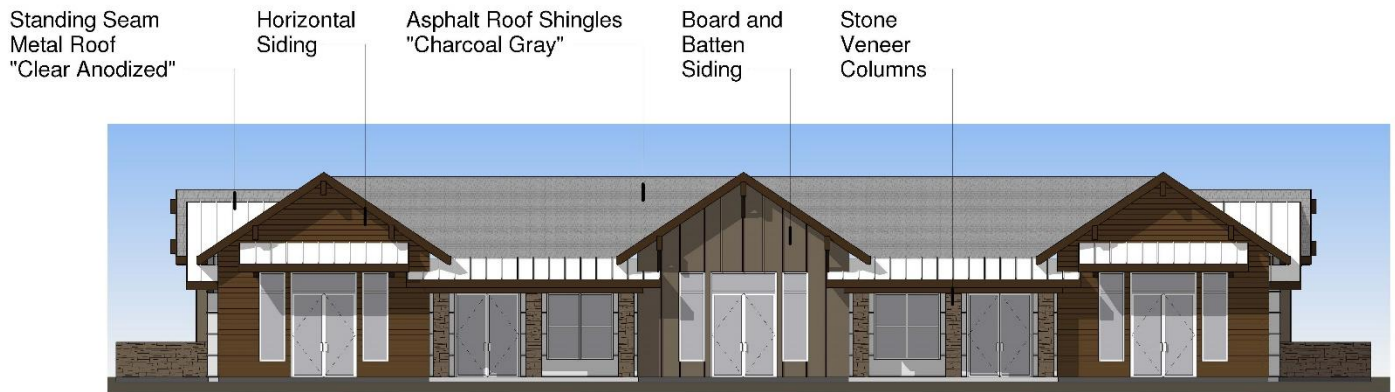 Standing Seam
Metal Roof
"Clear Anodized"
Horizontal
Siding
Asphalt Roof Shingles
"Charcoal Gray"
Board and
Batten
Siding
Stone
Veneer
Columns